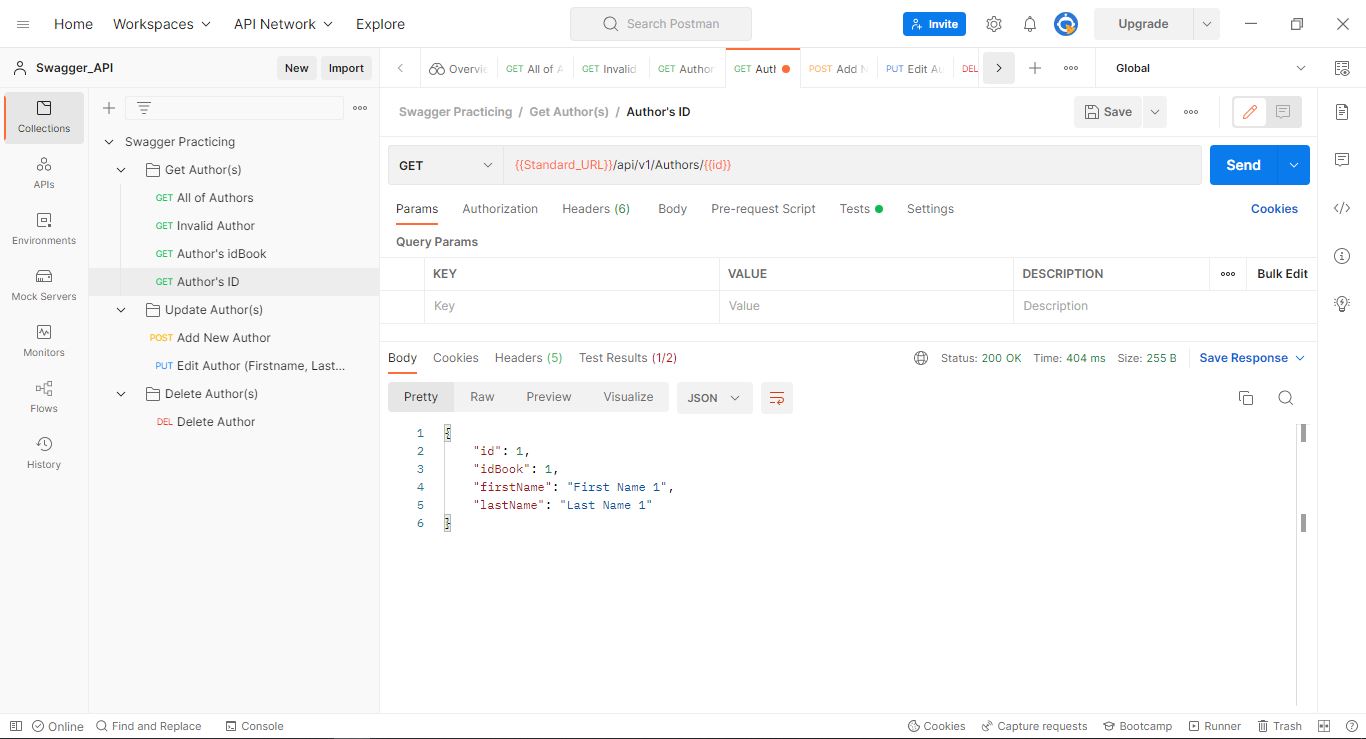 Home Workspaces API Network Explore Search Postman Invite Upgrade
Swagger_API New Import
GET All of A GET Invalid GET Author GET Aut POST Add PUT Edit Au DEL Global
Collections
APIs
Environments
Mock Servers
Monitors
Flows
History
Swagger Practicing
Get Author(s)
GET All of Authors
GET Invalid Author
GET Author's idBook
GET Author's ID
Update Author(s)
POST Add New Author
PUT Edit Author (Firstname, Last...
Delete Author(s)
DEL Delete Author
Swagger Practicing / Get Author(s) / Author's ID Save
GET {{Standard_URL}}/api/v1/Authors/{{id}} Send
Params Authorization Headers (6) Body Pre-request Script Tests Settings Cookies
Query Params
KEY VALUE DESCRIPTION Bulk Edit
Key Value Description
Body Cookies Headers (5) Test Results (1/2) Status: 200 OK Time: 404 ms Size: 255 B Save Response
Pretty Raw Preview Visualize JSON
1 {
2 "id": 1,
3 "idBook": 1,
4 "firstName": "First Name 1",
5 "lastName": "Last Name 1"
6 }
Online Find and Replace Console Cookies Capture requests Bootcamp Runner Trash